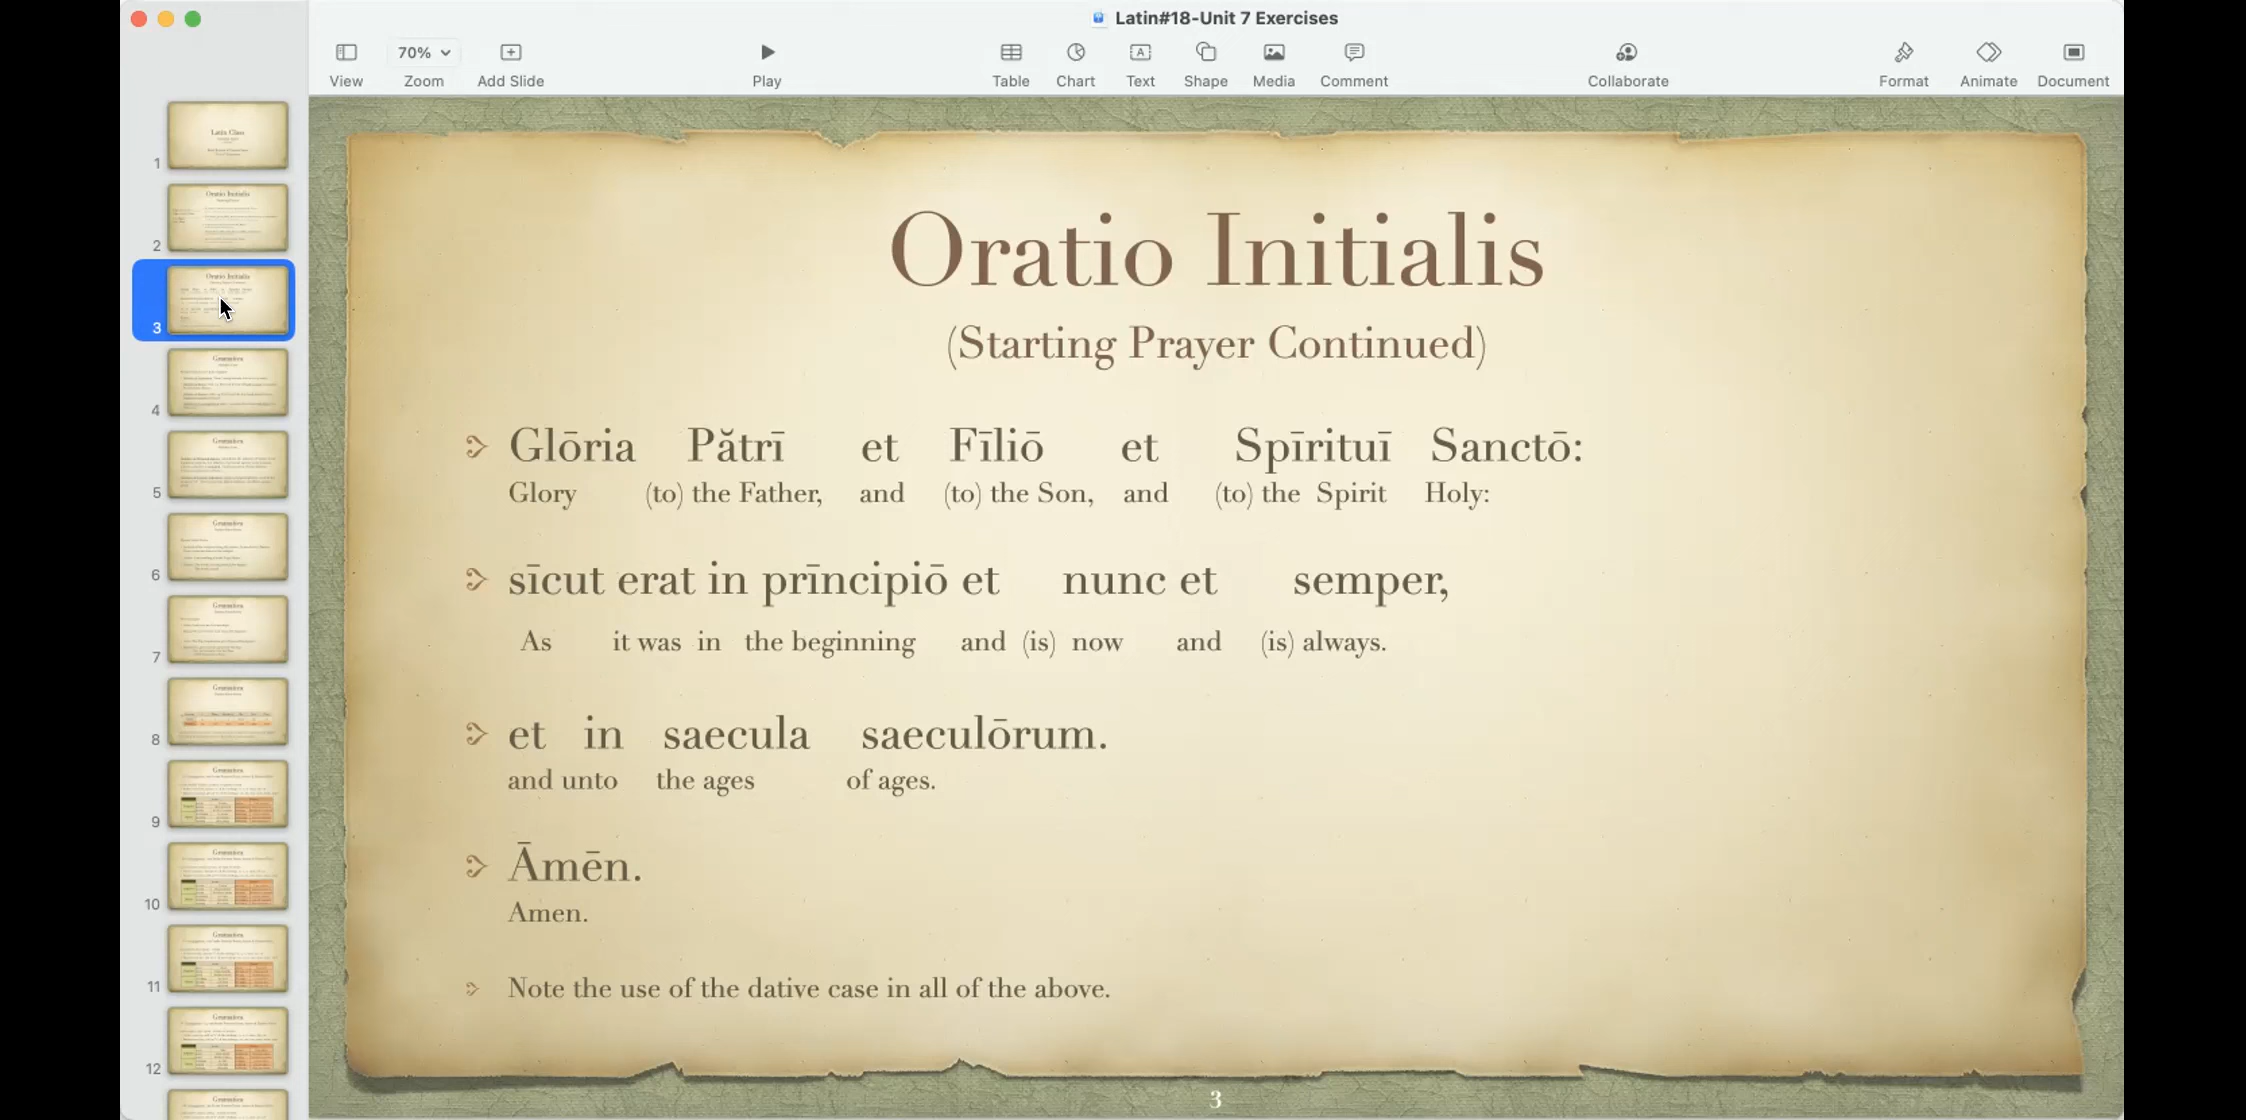 Latin#18-Unit 7 Exercises
70%
View Zoom Add Slide Play Table Chart Text Shape Media Comment Collaborate Format Animate Document
1
2
3
4
5
6
7
8
9
10
11
12
Oratio Initialis
(Starting Prayer Continued)
Glōria Pătrī et Fīliō et Spīrituī Sanctō:
Glory (to) the Father, and (to) the Son, and (to) the Spirit Holy:
sīcut erat in prīncipiō et nunc et semper,
As it was in the beginning and (is) now and (is) always.
et in saecula saeculōrum.
and unto the ages of ages.
Āmēn.
Amen.
Note the use of the dative case in all of the above.
3